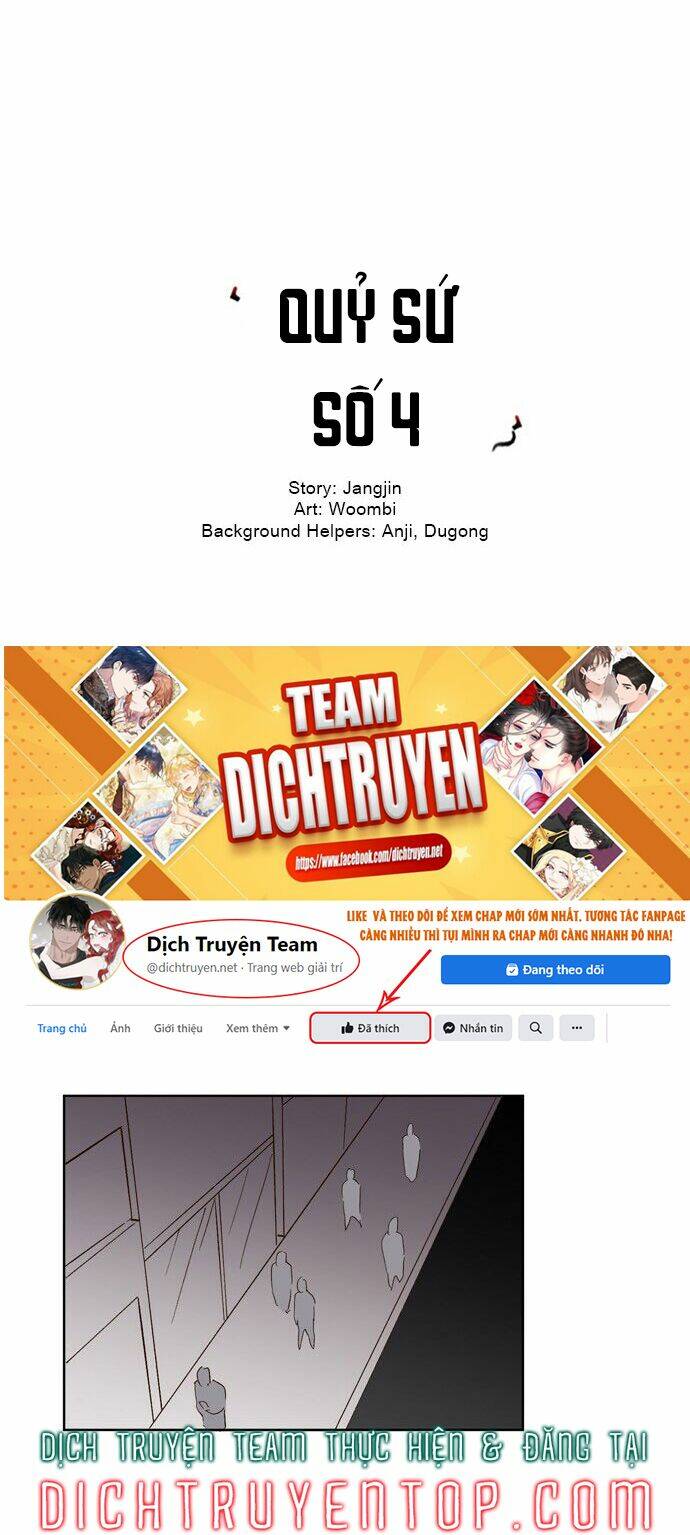 QUỶ SỨ
SỐ 4
Story: Jangjin
Art: Woombi
Background Helpers: Anji, Dugong
TEAM
DICHTRUYEN
https://www.facebook.com/dichtruyen.net
LIKE VÀ THEO DÕI ĐỂ XEM CHAP MỚI SỚM NHẤT. TƯƠNG TÁC FANPAGE
CÀNG NHIỀU THÌ TỤI MÌNH RA CHAP MỚI CÀNG NHANH ĐÓ NHA!
Dịch Truyện Team
@dichtruyen.net · Trang web giải trí
Đang theo dõi
Trang chủ Ảnh Giới thiệu Xem thêm Đã thích Nhắn tin
DỊCH TRUYỆN TEAM THỰC HIỆN & ĐĂNG TẠI
DICHTRUYENTOP.COM